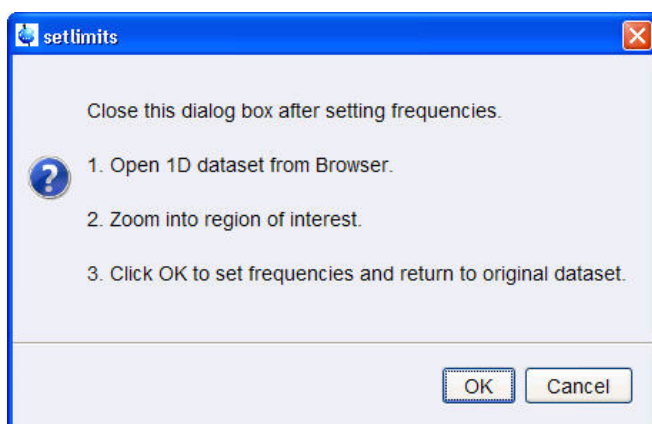 setlimits
Close this dialog box after setting frequencies.
1. Open 1D dataset from Browser.
2. Zoom into region of interest.
3. Click OK to set frequencies and return to original dataset.
OK
Cancel